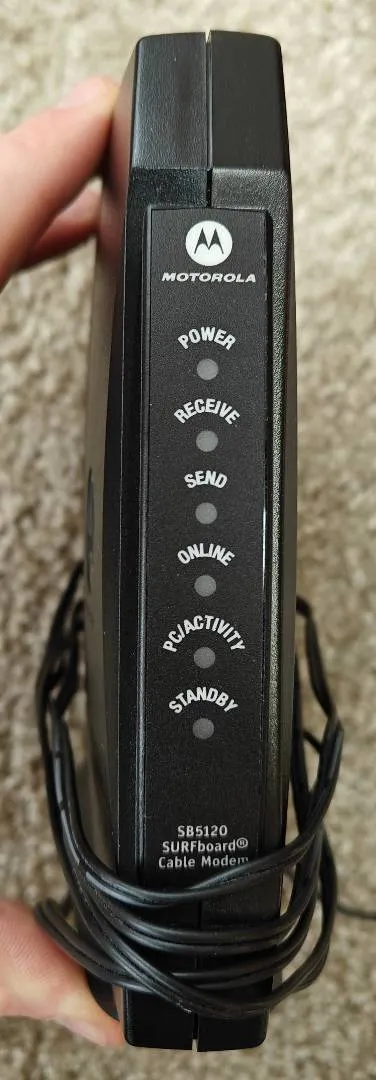 MOTOROLA
POWER
RECEIVE
SEND
ONLINE
PC/ACTIVITY
STANDBY
SB5120
SURFboard®
Cable Modem